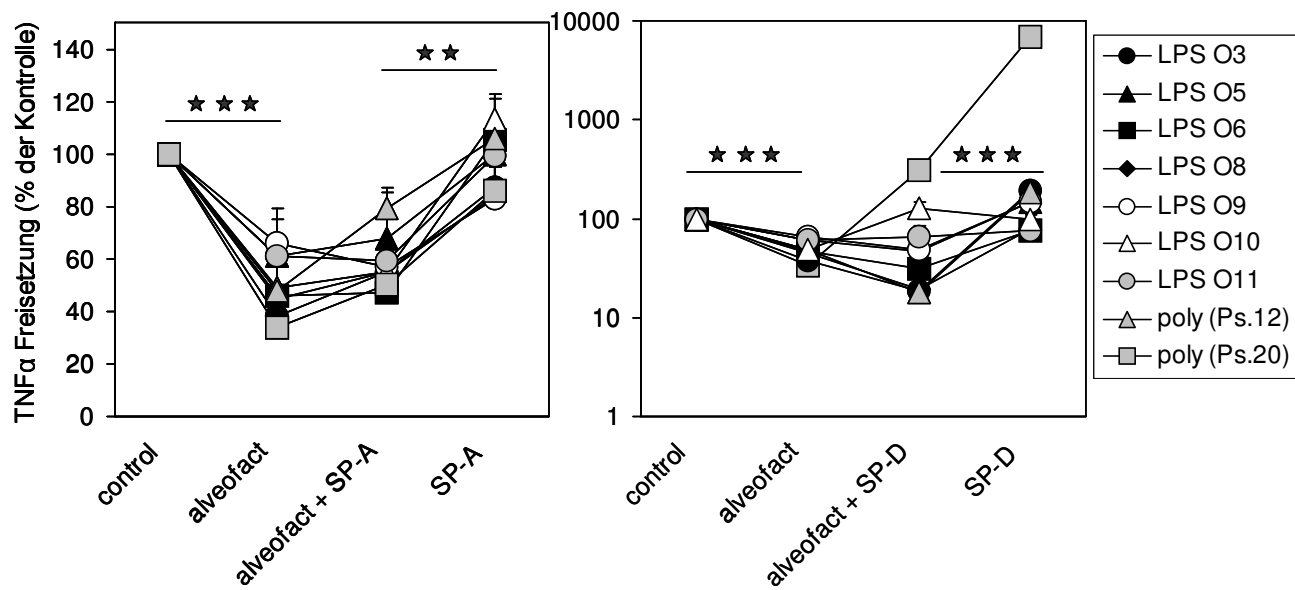 TNFα Freisetzung (% der Kontrolle)
140
120
100
80
60
40
20
0
★ ★ ★
★ ★
control
alveofact
alveofact + SP-A
SP-A
10000
1000
100
10
1
★ ★ ★
★ ★ ★
control
alveofact
alveofact + SP-D
SP-D
LPS O3
LPS O5
LPS O6
LPS O8
LPS O9
LPS O10
LPS O11
poly (Ps.12)
poly (Ps.20)